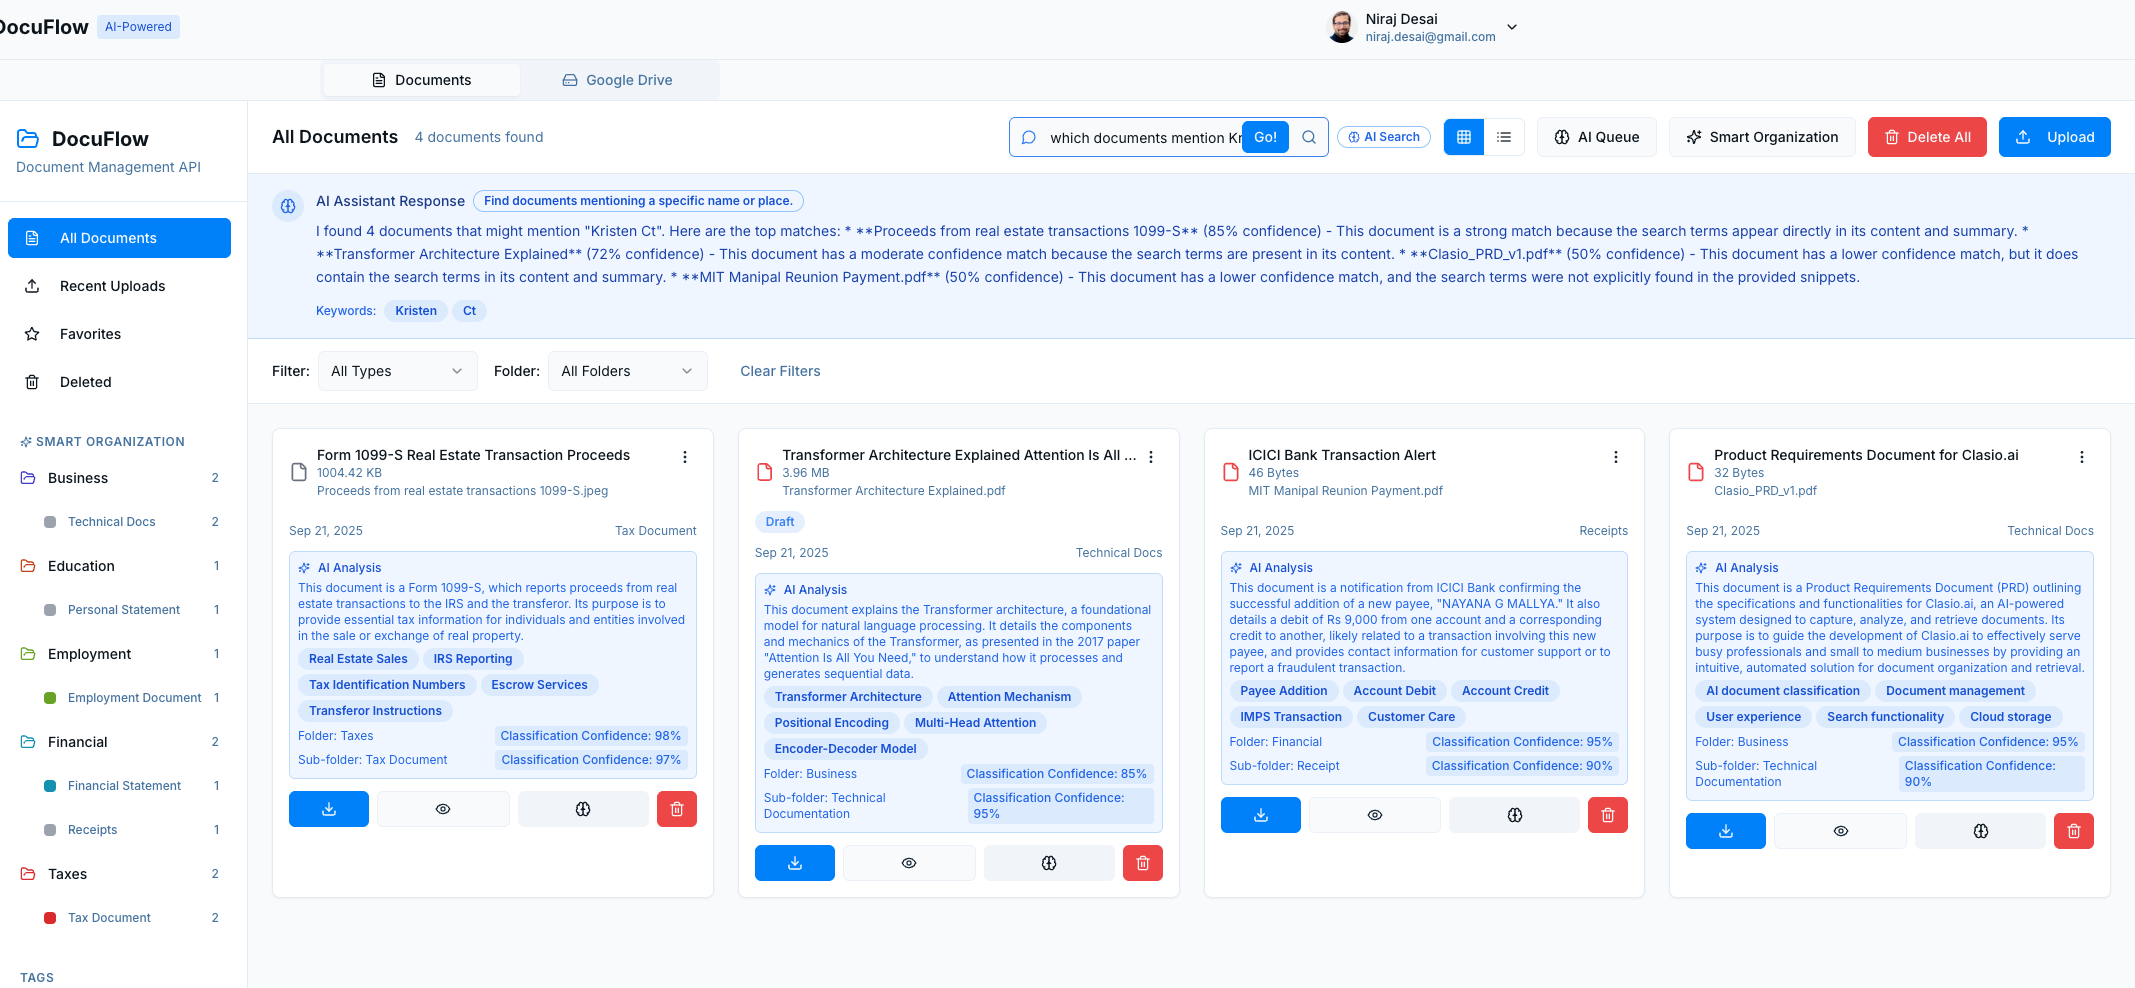 DocuFlow AI-Powered
Niraj Desai
niraj.desai@gmail.com
Documents Google Drive
DocuFlow
Document Management API
All Documents
Recent Uploads
Favorites
Deleted
SMART ORGANIZATION
Business 2
Technical Docs 2
Education 1
Personal Statement 1
Employment 1
Employment Document 1
Financial 2
Financial Statement 1
Receipts 1
Taxes 2
Tax Document 2
TAGS
All Documents 4 documents found
which documents mention Kr Go! AI Search AI Queue Smart Organization Delete All Upload
AI Assistant Response Find documents mentioning a specific name or place.
I found 4 documents that might mention "Kristen Ct". Here are the top matches: * **Proceeds from real estate transactions 1099-S** (85% confidence) - This document is a strong match because the search terms appear directly in its content and summary. *
**Transformer Architecture Explained** (72% confidence) - This document has a moderate confidence match because the search terms are present in its content. * **Clasio_PRD_v1.pdf** (50% confidence) - This document has a lower confidence match, but it does
contain the search terms in its content and summary. * **MIT Manipal Reunion Payment.pdf** (50% confidence) - This document has a lower confidence match, and the search terms were not explicitly found in the provided snippets.
Keywords: Kristen Ct
Filter: All Types Folder: All Folders Clear Filters
Form 1099-S Real Estate Transaction Proceeds
1004.42 KB
Proceeds from real estate transactions 1099-S.jpeg
Sep 21, 2025 Tax Document
AI Analysis
This document is a Form 1099-S, which reports proceeds from real
estate transactions to the IRS and the transferor. Its purpose is to
provide essential tax information for individuals and entities involved
in the sale or exchange of real property.
Real Estate Sales IRS Reporting
Tax Identification Numbers Escrow Services
Transferor Instructions
Folder: Taxes Classification Confidence: 98%
Sub-folder: Tax Document Classification Confidence: 97%
Transformer Architecture Explained Attention Is All ...
3.96 MB
Transformer Architecture Explained.pdf
Draft
Sep 21, 2025 Technical Docs
AI Analysis
This document explains the Transformer architecture, a foundational
model for natural language processing. It details the components
and mechanics of the Transformer, as presented in the 2017 paper
"Attention Is All You Need," to understand how it processes and
generates sequential data.
Transformer Architecture Attention Mechanism
Positional Encoding Multi-Head Attention
Encoder-Decoder Model
Folder: Business Classification Confidence: 85%
Sub-folder: Technical
Documentation
Classification Confidence:
95%
ICICI Bank Transaction Alert
46 Bytes
MIT Manipal Reunion Payment.pdf
Sep 21, 2025 Receipts
AI Analysis
This document is a notification from ICICI Bank confirming the
successful addition of a new payee, "NAYANA G MALLYA." It also
details a debit of Rs 9,000 from one account and a corresponding
credit to another, likely related to a transaction involving this new
payee, and provides contact information for customer support or to
report a fraudulent transaction.
Payee Addition Account Debit Account Credit
IMPS Transaction Customer Care
Folder: Financial Classification Confidence: 95%
Sub-folder: Receipt Classification Confidence: 90%
Product Requirements Document for Clasio.ai
32 Bytes
Clasio_PRD_v1.pdf
Sep 21, 2025 Technical Docs
AI Analysis
This document is a Product Requirements Document (PRD) outlining
the specifications and functionalities for Clasio.ai, an AI-powered
system designed to capture, analyze, and retrieve documents. Its
purpose is to guide the development of Clasio.ai to effectively serve
busy professionals and small to medium businesses by providing an
intuitive, automated solution for document organization and retrieval.
AI document classification Document management
User experience Search functionality Cloud storage
Folder: Business Classification Confidence: 95%
Sub-folder: Technical
Documentation
Classification Confidence:
90%